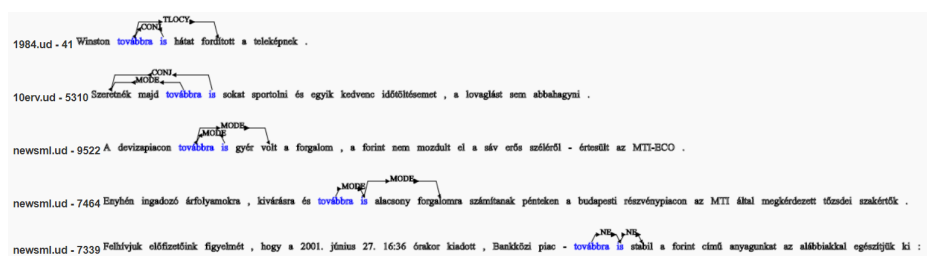 TLOCY
CONJ
1984.ud - 41 Winston továbbra is hátat fordított a teleképnek .
CONJ
MODE
10erv.ud - 5310 Szeretnék majd továbbra is sokat sportolni és egyik kedvenc időtöltésemet , a lovaglást sem abbahagyni .
MODE
MODE
newsml.ud - 9522 A devizapiacon továbbra is gyér volt a forgalom , a forint nem mozdult el a sáv erős széléről - értesült az MTI-ECO .
MODE
MODE
newsml.ud - 7464 Enyhén ingadozó árfolyamokra , kivárásra és továbbra is alacsony forgalomra számítanak pénteken a budapesti részvénypiacon az MTI által megkérdezett tőzsdei szakértők .
NE NE
newsml.ud - 7339 Felhívjuk előfizetőink figyelmét , hogy a 2001. június 27. 16:36 órakor kiadott , Bankközi piac - továbbra is stabil a forint című anyagunkat az alábbiakkal egészítjük ki :